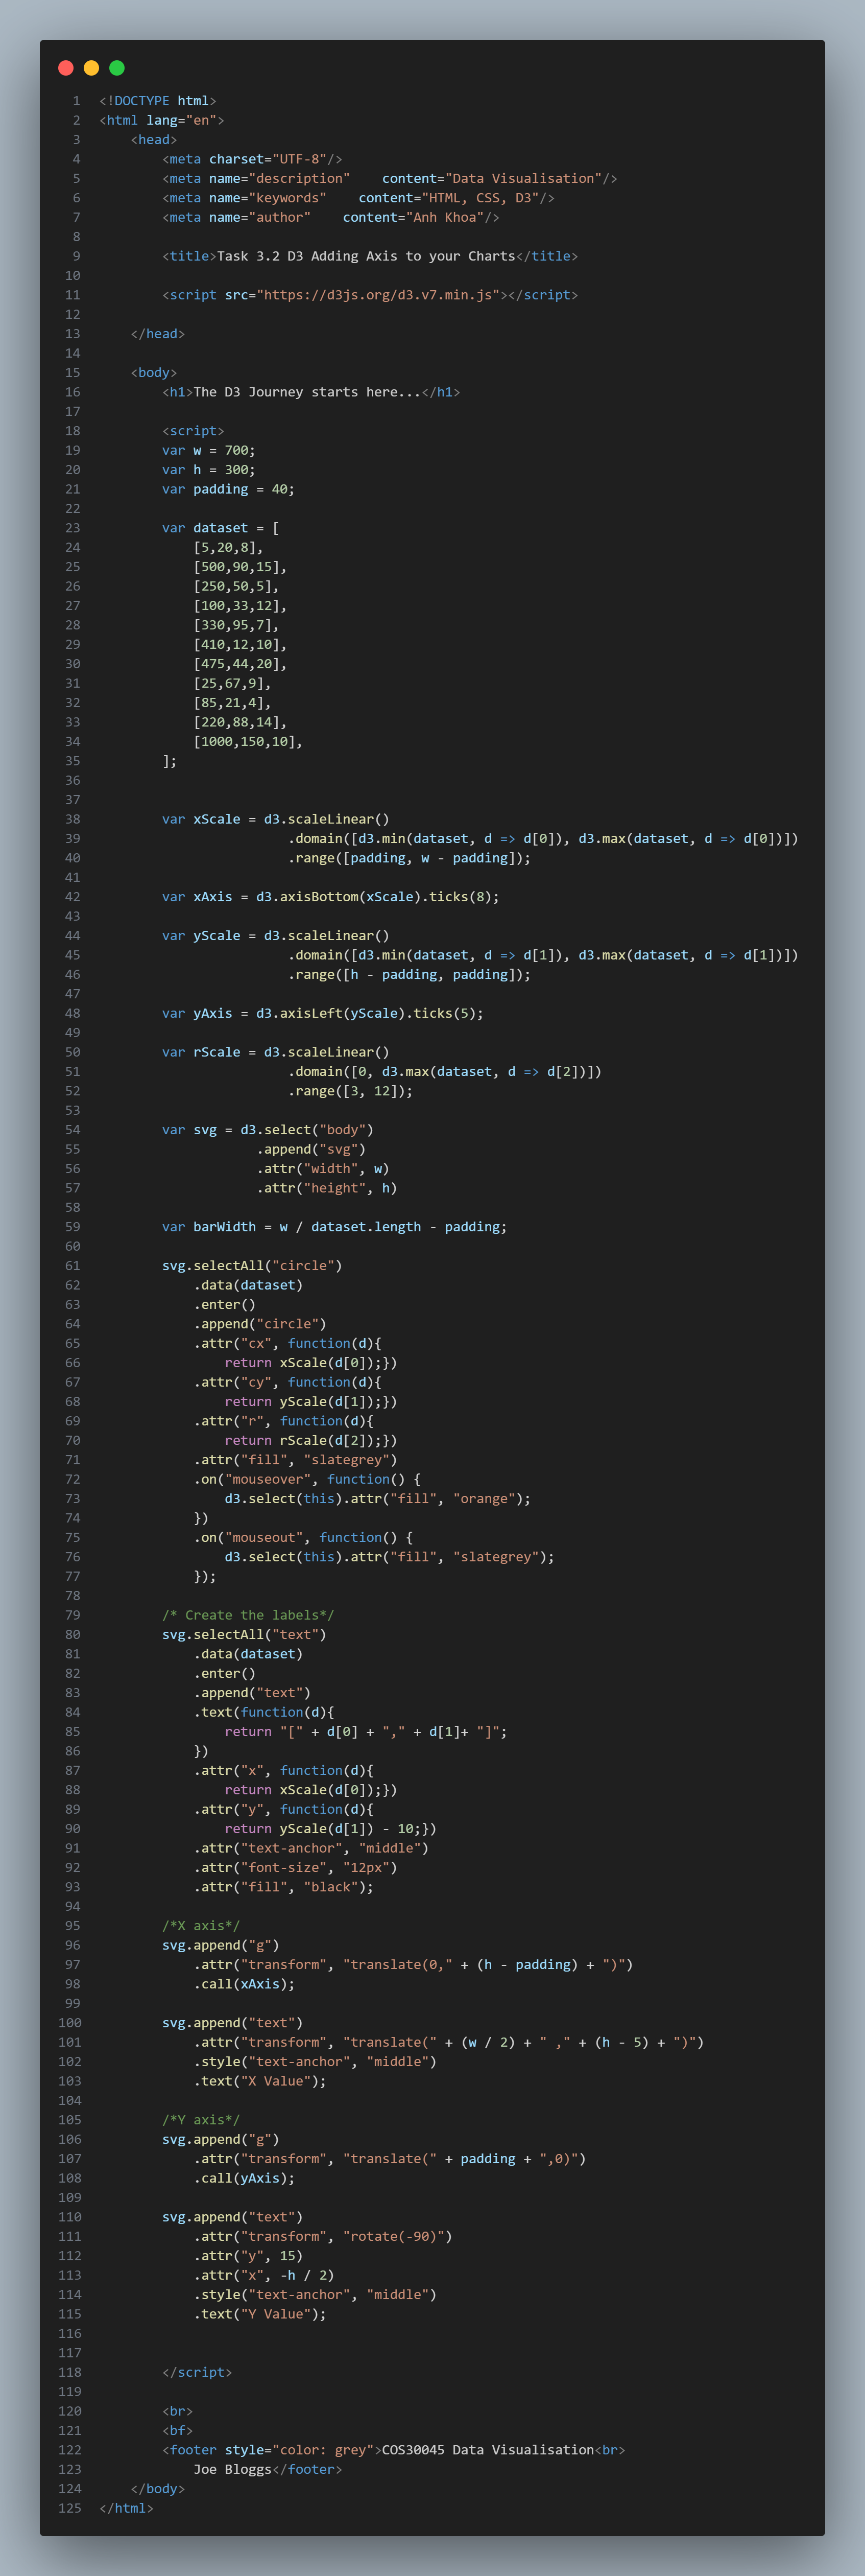 1 <!DOCTYPE html>
2 <html lang="en">
3     <head>
4         <meta charset="UTF-8"/>
5         <meta name="description"    content="Data Visualisation"/>
6         <meta name="keywords"    content="HTML, CSS, D3"/>
7         <meta name="author"    content="Anh Khoa"/>
8
9         <title>Task 3.2 D3 Adding Axis to your Charts</title>
10
11         <script src="https://d3js.org/d3.v7.min.js"></script>
12
13     </head>
14
15     <body>
16         <h1>The D3 Journey starts here...</h1>
17
18         <script>
19         var w = 700;
20         var h = 300;
21         var padding = 40;
22
23         var dataset = [
24             [5,20,8],
25             [500,90,15],
26             [250,50,5],
27             [100,33,12],
28             [330,95,7],
29             [410,12,10],
30             [475,44,20],
31             [25,67,9],
32             [85,21,4],
33             [220,88,14],
34             [1000,150,10],
35         ];
36
37
38         var xScale = d3.scaleLinear()
39                         .domain([d3.min(dataset, d => d[0]), d3.max(dataset, d => d[0])])
40                         .range([padding, w - padding]);
41
42         var xAxis = d3.axisBottom(xScale).ticks(8);
43
44         var yScale = d3.scaleLinear()
45                         .domain([d3.min(dataset, d => d[1]), d3.max(dataset, d => d[1])])
46                         .range([h - padding, padding]);
47
48         var yAxis = d3.axisLeft(yScale).ticks(5);
49
50         var rScale = d3.scaleLinear()
51                         .domain([0, d3.max(dataset, d => d[2])])
52                         .range([3, 12]);
53
54         var svg = d3.select("body")
55                     .append("svg")
56                     .attr("width", w)
57                     .attr("height", h)
58
59         var barWidth = w / dataset.length - padding;
60
61         svg.selectAll("circle")
62             .data(dataset)
63             .enter()
64             .append("circle")
65             .attr("cx", function(d){
66                 return xScale(d[0]);})
67             .attr("cy", function(d){
68                 return yScale(d[1]);})
69             .attr("r", function(d){
70                 return rScale(d[2]);})
71             .attr("fill", "slategrey")
72             .on("mouseover", function() {
73                 d3.select(this).attr("fill", "orange");
74             })
75             .on("mouseout", function() {
76                 d3.select(this).attr("fill", "slategrey");
77             });
78
79         /* Create the labels*/
80         svg.selectAll("text")
81             .data(dataset)
82             .enter()
83             .append("text")
84             .text(function(d){
85                 return "[" + d[0] + "," + d[1]+ "]";
86             })
87             .attr("x", function(d){
88                 return xScale(d[0]);})
89             .attr("y", function(d){
90                 return yScale(d[1]) - 10;})
91             .attr("text-anchor", "middle")
92             .attr("font-size", "12px")
93             .attr("fill", "black");
94
95         /*X axis*/
96         svg.append("g")
97             .attr("transform", "translate(0," + (h - padding) + ")")
98             .call(xAxis);
99
100         svg.append("text")
101             .attr("transform", "translate(" + (w / 2) + " ," + (h - 5) + ")")
102             .style("text-anchor", "middle")
103             .text("X Value");
104
105         /*Y axis*/
106         svg.append("g")
107             .attr("transform", "translate(" + padding + ",0)")
108             .call(yAxis);
109
110         svg.append("text")
111             .attr("transform", "rotate(-90)")
112             .attr("y", 15)
113             .attr("x", -h / 2)
114             .style("text-anchor", "middle")
115             .text("Y Value");
116
117
118         </script>
119
120         <br>
121         <bf>
122         <footer style="color: grey">COS30045 Data Visualisation<br>
123             Joe Bloggs</footer>
124     </body>
125 </html>